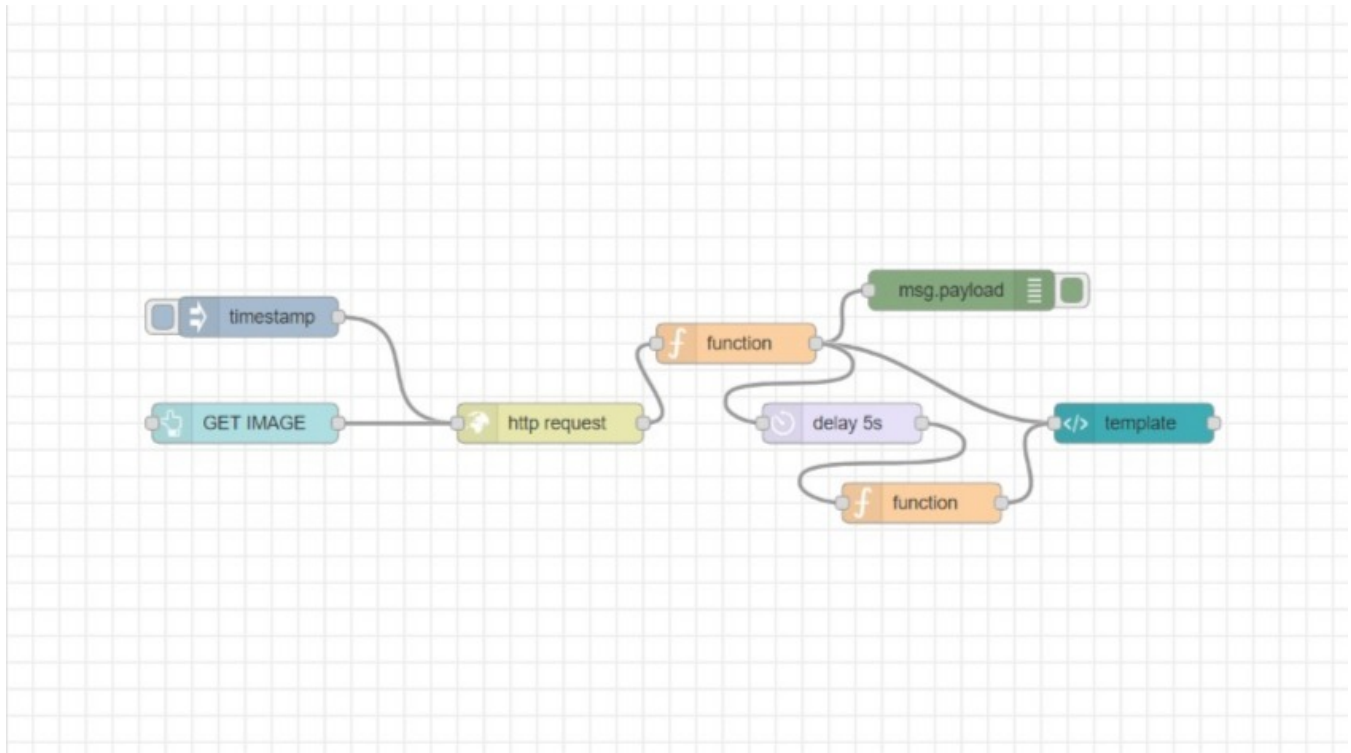 msg.payload
timestamp
function
GET IMAGE
http request
delay 5s
</> template
function